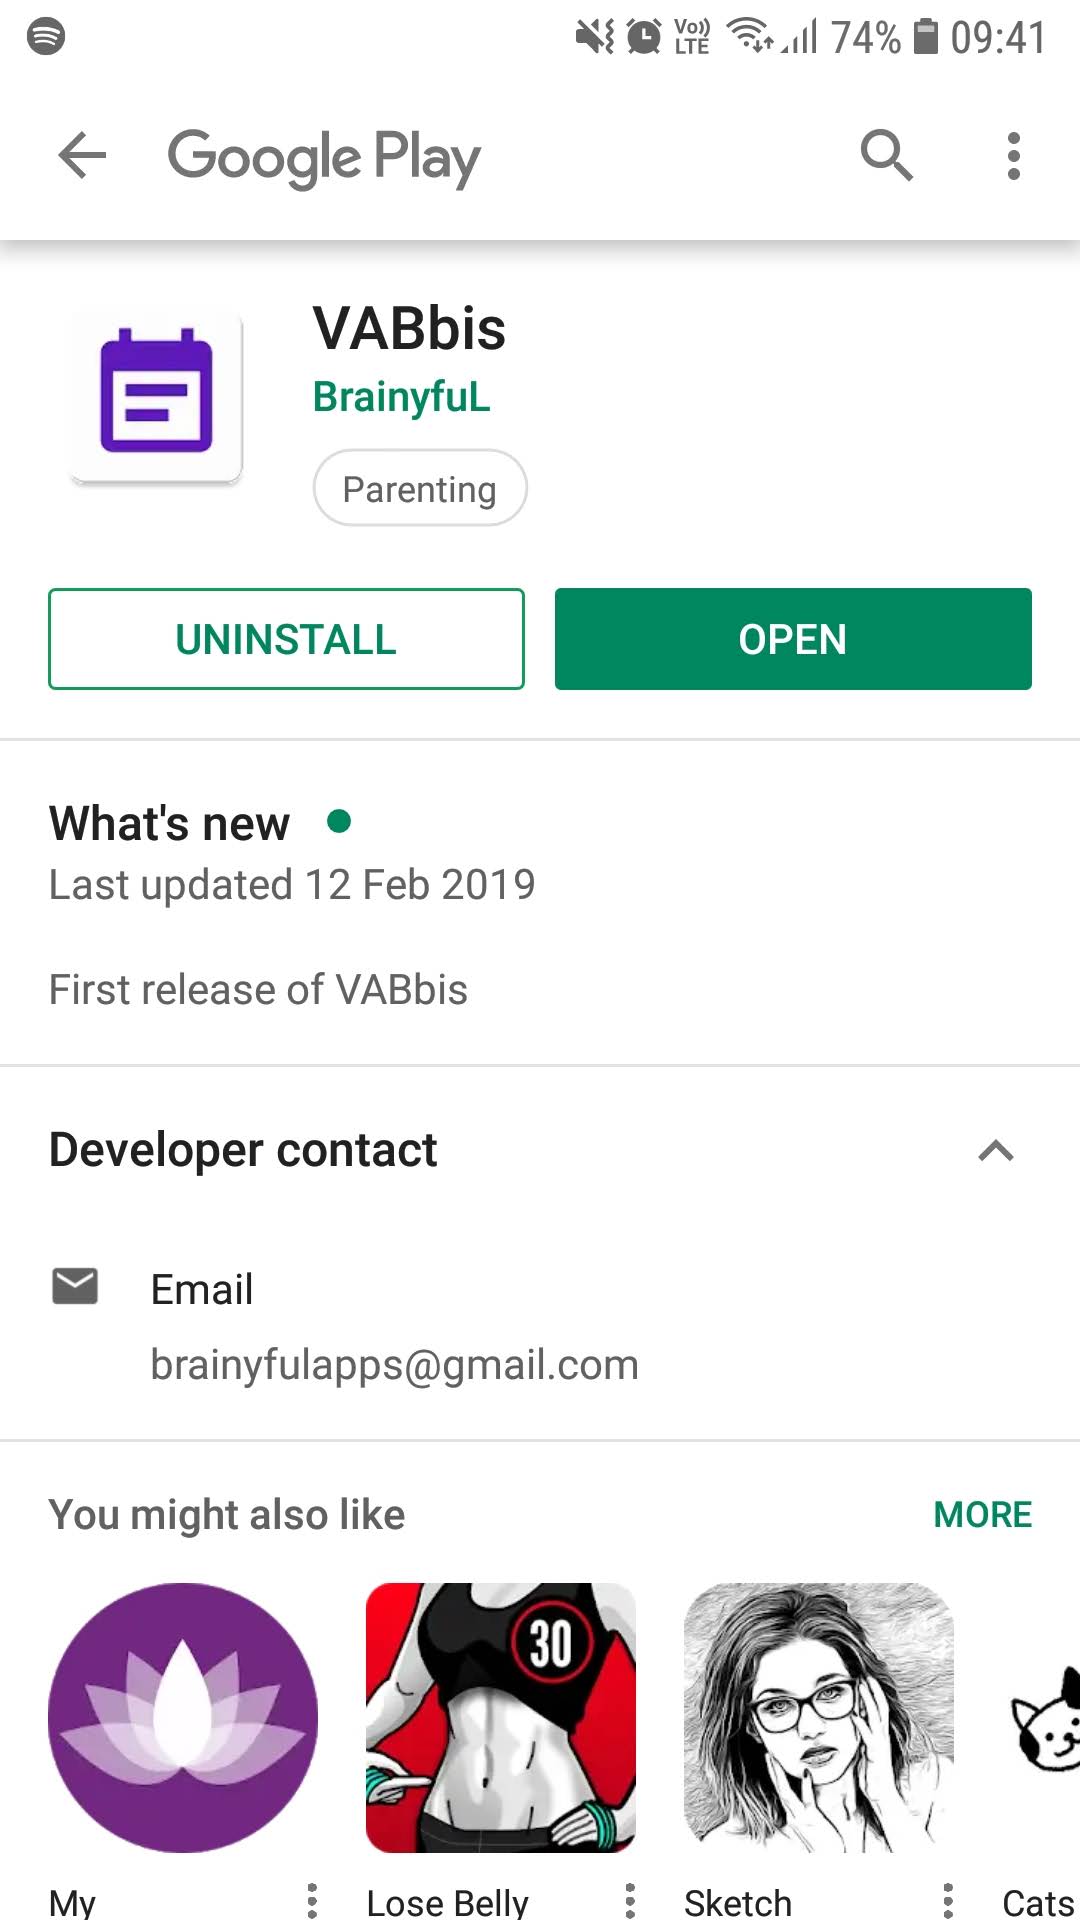 Vo))
LTE
74%
09:41
Google Play
VABbis
BrainyfuL
Parenting
UNINSTALL
OPEN
What's new
Last updated 12 Feb 2019
First release of VABbis
Developer contact
Email
brainyfulapps@gmail.com
You might also like
MORE
30
My
Lose Belly
Sketch
Cats